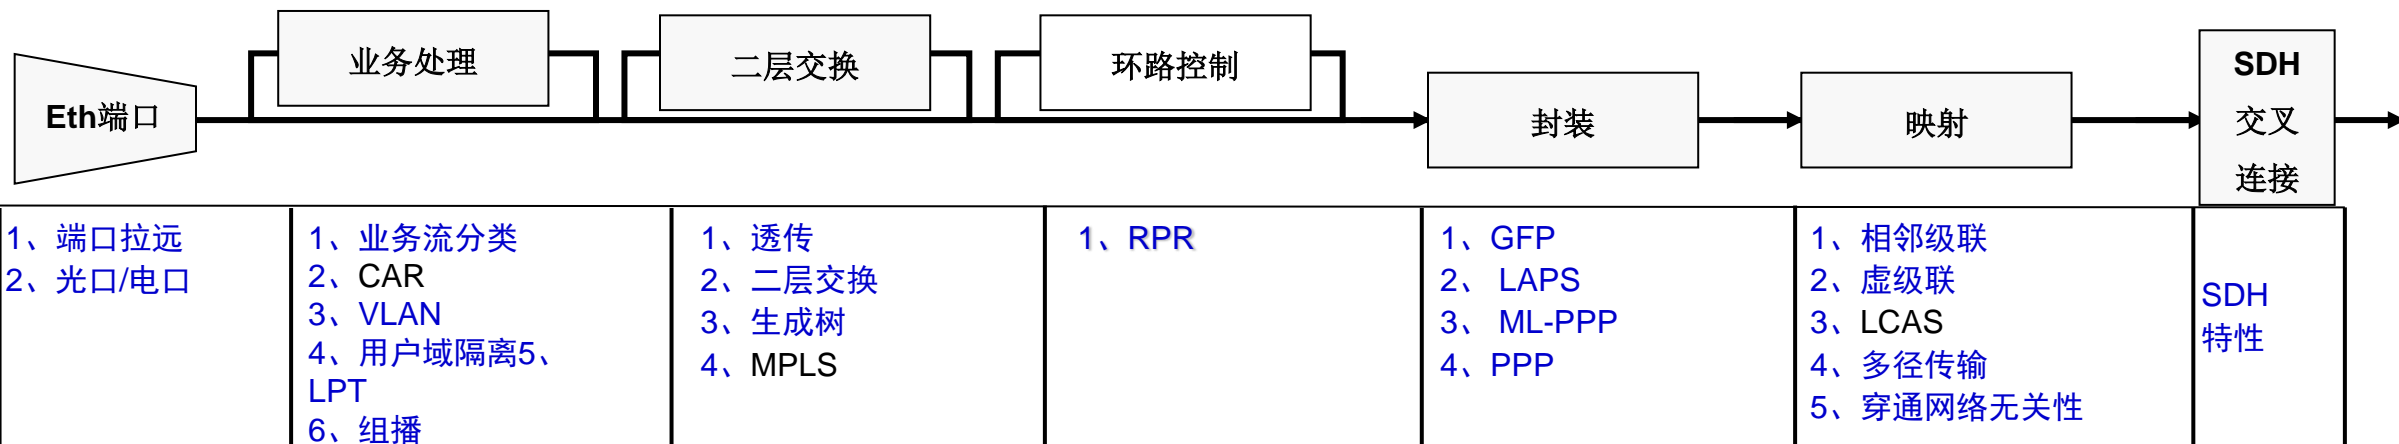 Eth端口
业务处理
二层交换
环路控制
封装
映射
SDH
交叉
连接
1、端口拉远
2、光口/电口
1、业务流分类
2、CAR
3、VLAN
4、用户域隔离5、
LPT
6、组播
1、透传
2、二层交换
3、生成树
4、MPLS
1、RPR
1、GFP
2、 LAPS
3、 ML-PPP
4、PPP
1、相邻级联
2、虚级联
3、LCAS
4、多径传输
5、穿通网络无关性
SDH
特性